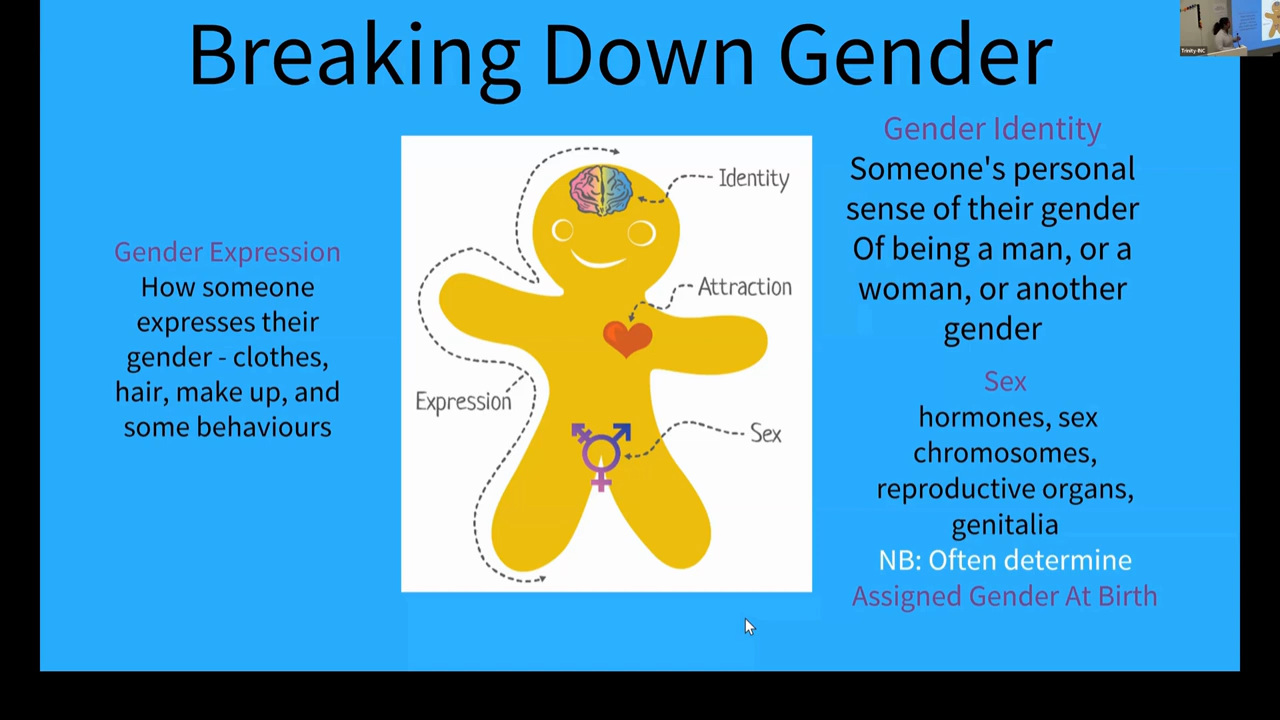 Breaking Down Gender
Gender Expression
How someone
expresses their
gender - clothes,
hair, make up, and
some behaviours
Identity
Attraction
Expression
Sex
Gender Identity
Someone's personal
sense of their gender
Of being a man, or a
woman, or another
gender
Sex
hormones, sex
chromosomes,
reproductive organs,
genitalia
NB: Often determine
Assigned Gender At Birth
Trinity-BIC